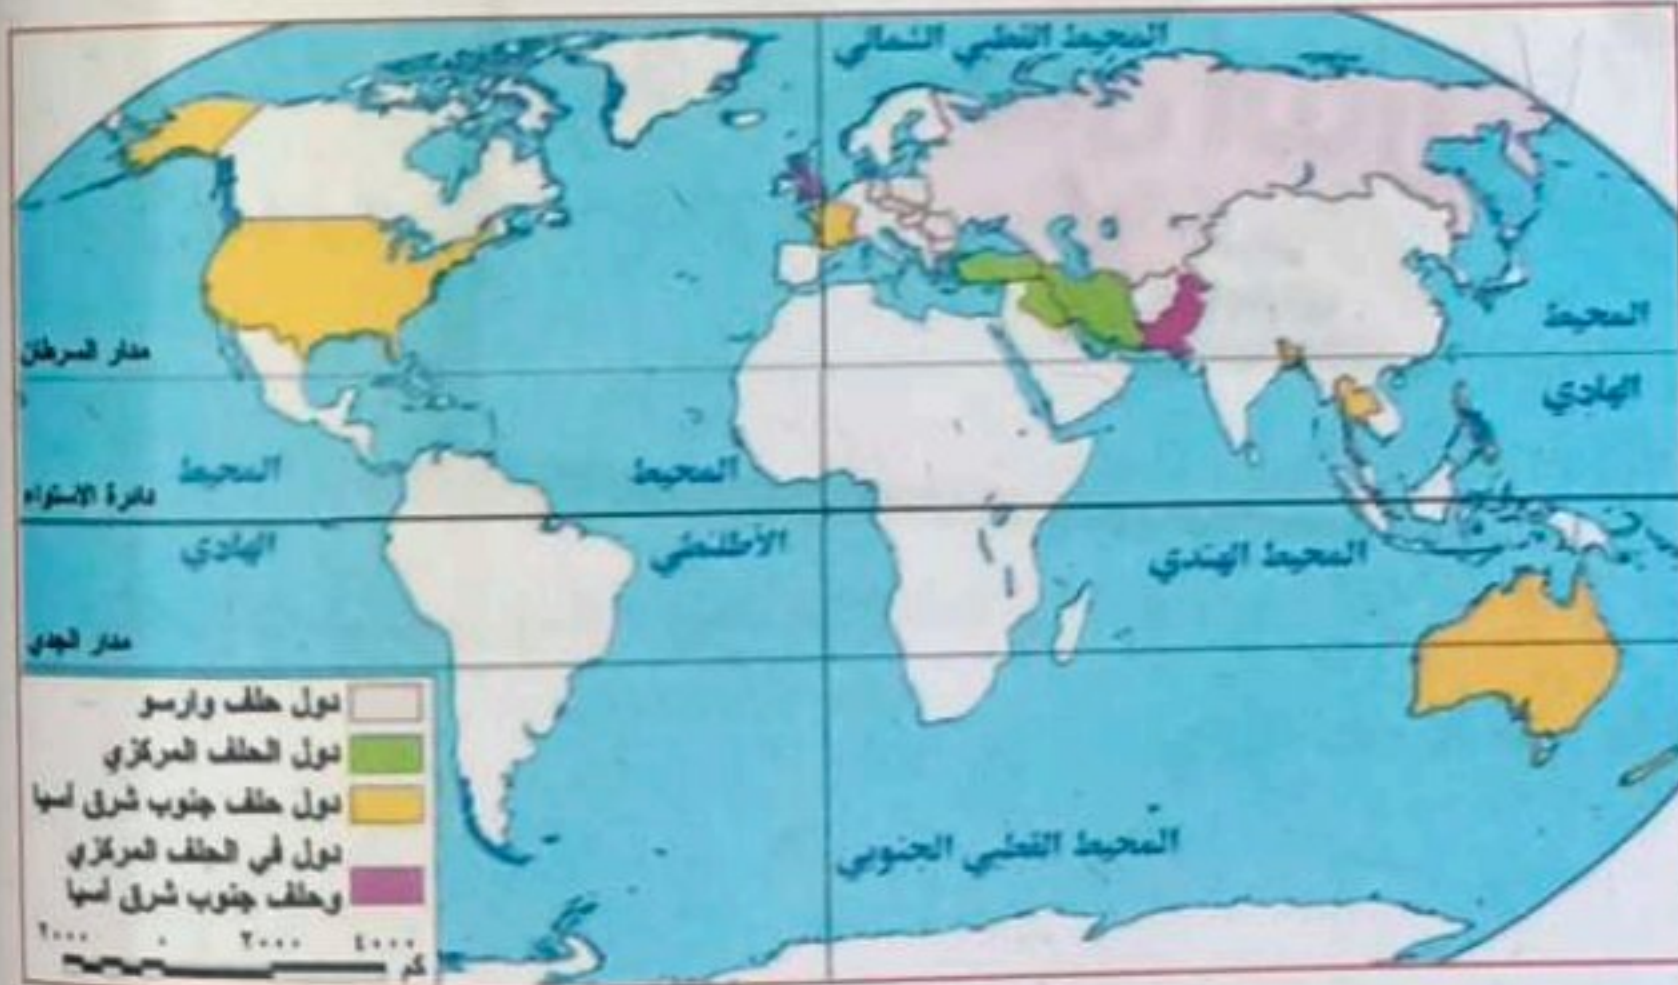 المحيط القطبي الشمالي
المحيط
الهادي
مدار السرطان
المحيط
الهادي
دائرة الاستواء
المحيط
الأطلنطي
المحيط الهندي
مدار الجدي
المحيط القطبي الجنوبي
دول حلف وارسو
دول الحلف المركزي
دول حلف جنوب شرق آسيا
دول في الحلف المركزي
وحلف جنوب شرق آسيا
٢٠٠٠ ٠ ٢٠٠٠ ٤٠٠٠
كم